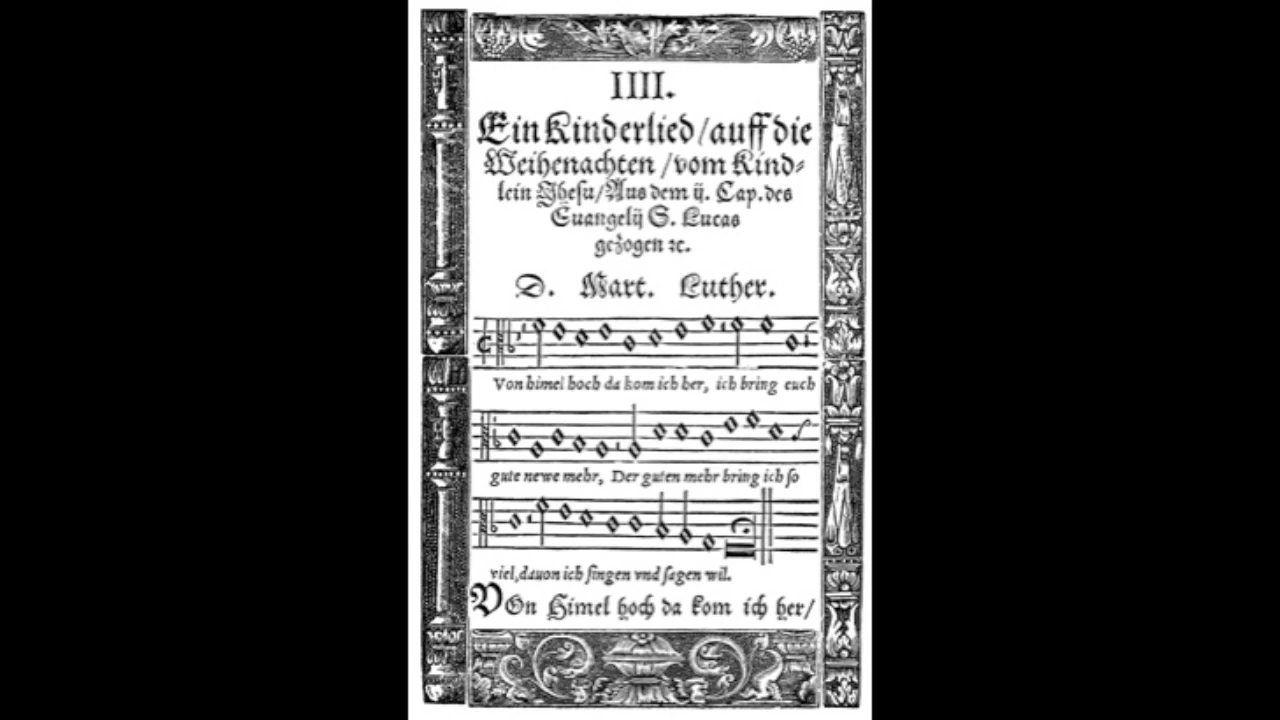 IIII.
Ein Kinderlied / auff die
Weihenachten / vom Kind-
lein Jhesu / Aus dem ij. Cap. des
Euangelij S. Lucas
gezogen ꝛc.
D. Mart. Luther.
Von himel hoch da kom ich her, ich bring euch
gute newe mehr, Der guten mehr bring ich so
viel, dauon ich singen vnd sagen wil.
VOn Himel hoch da kom ich her /